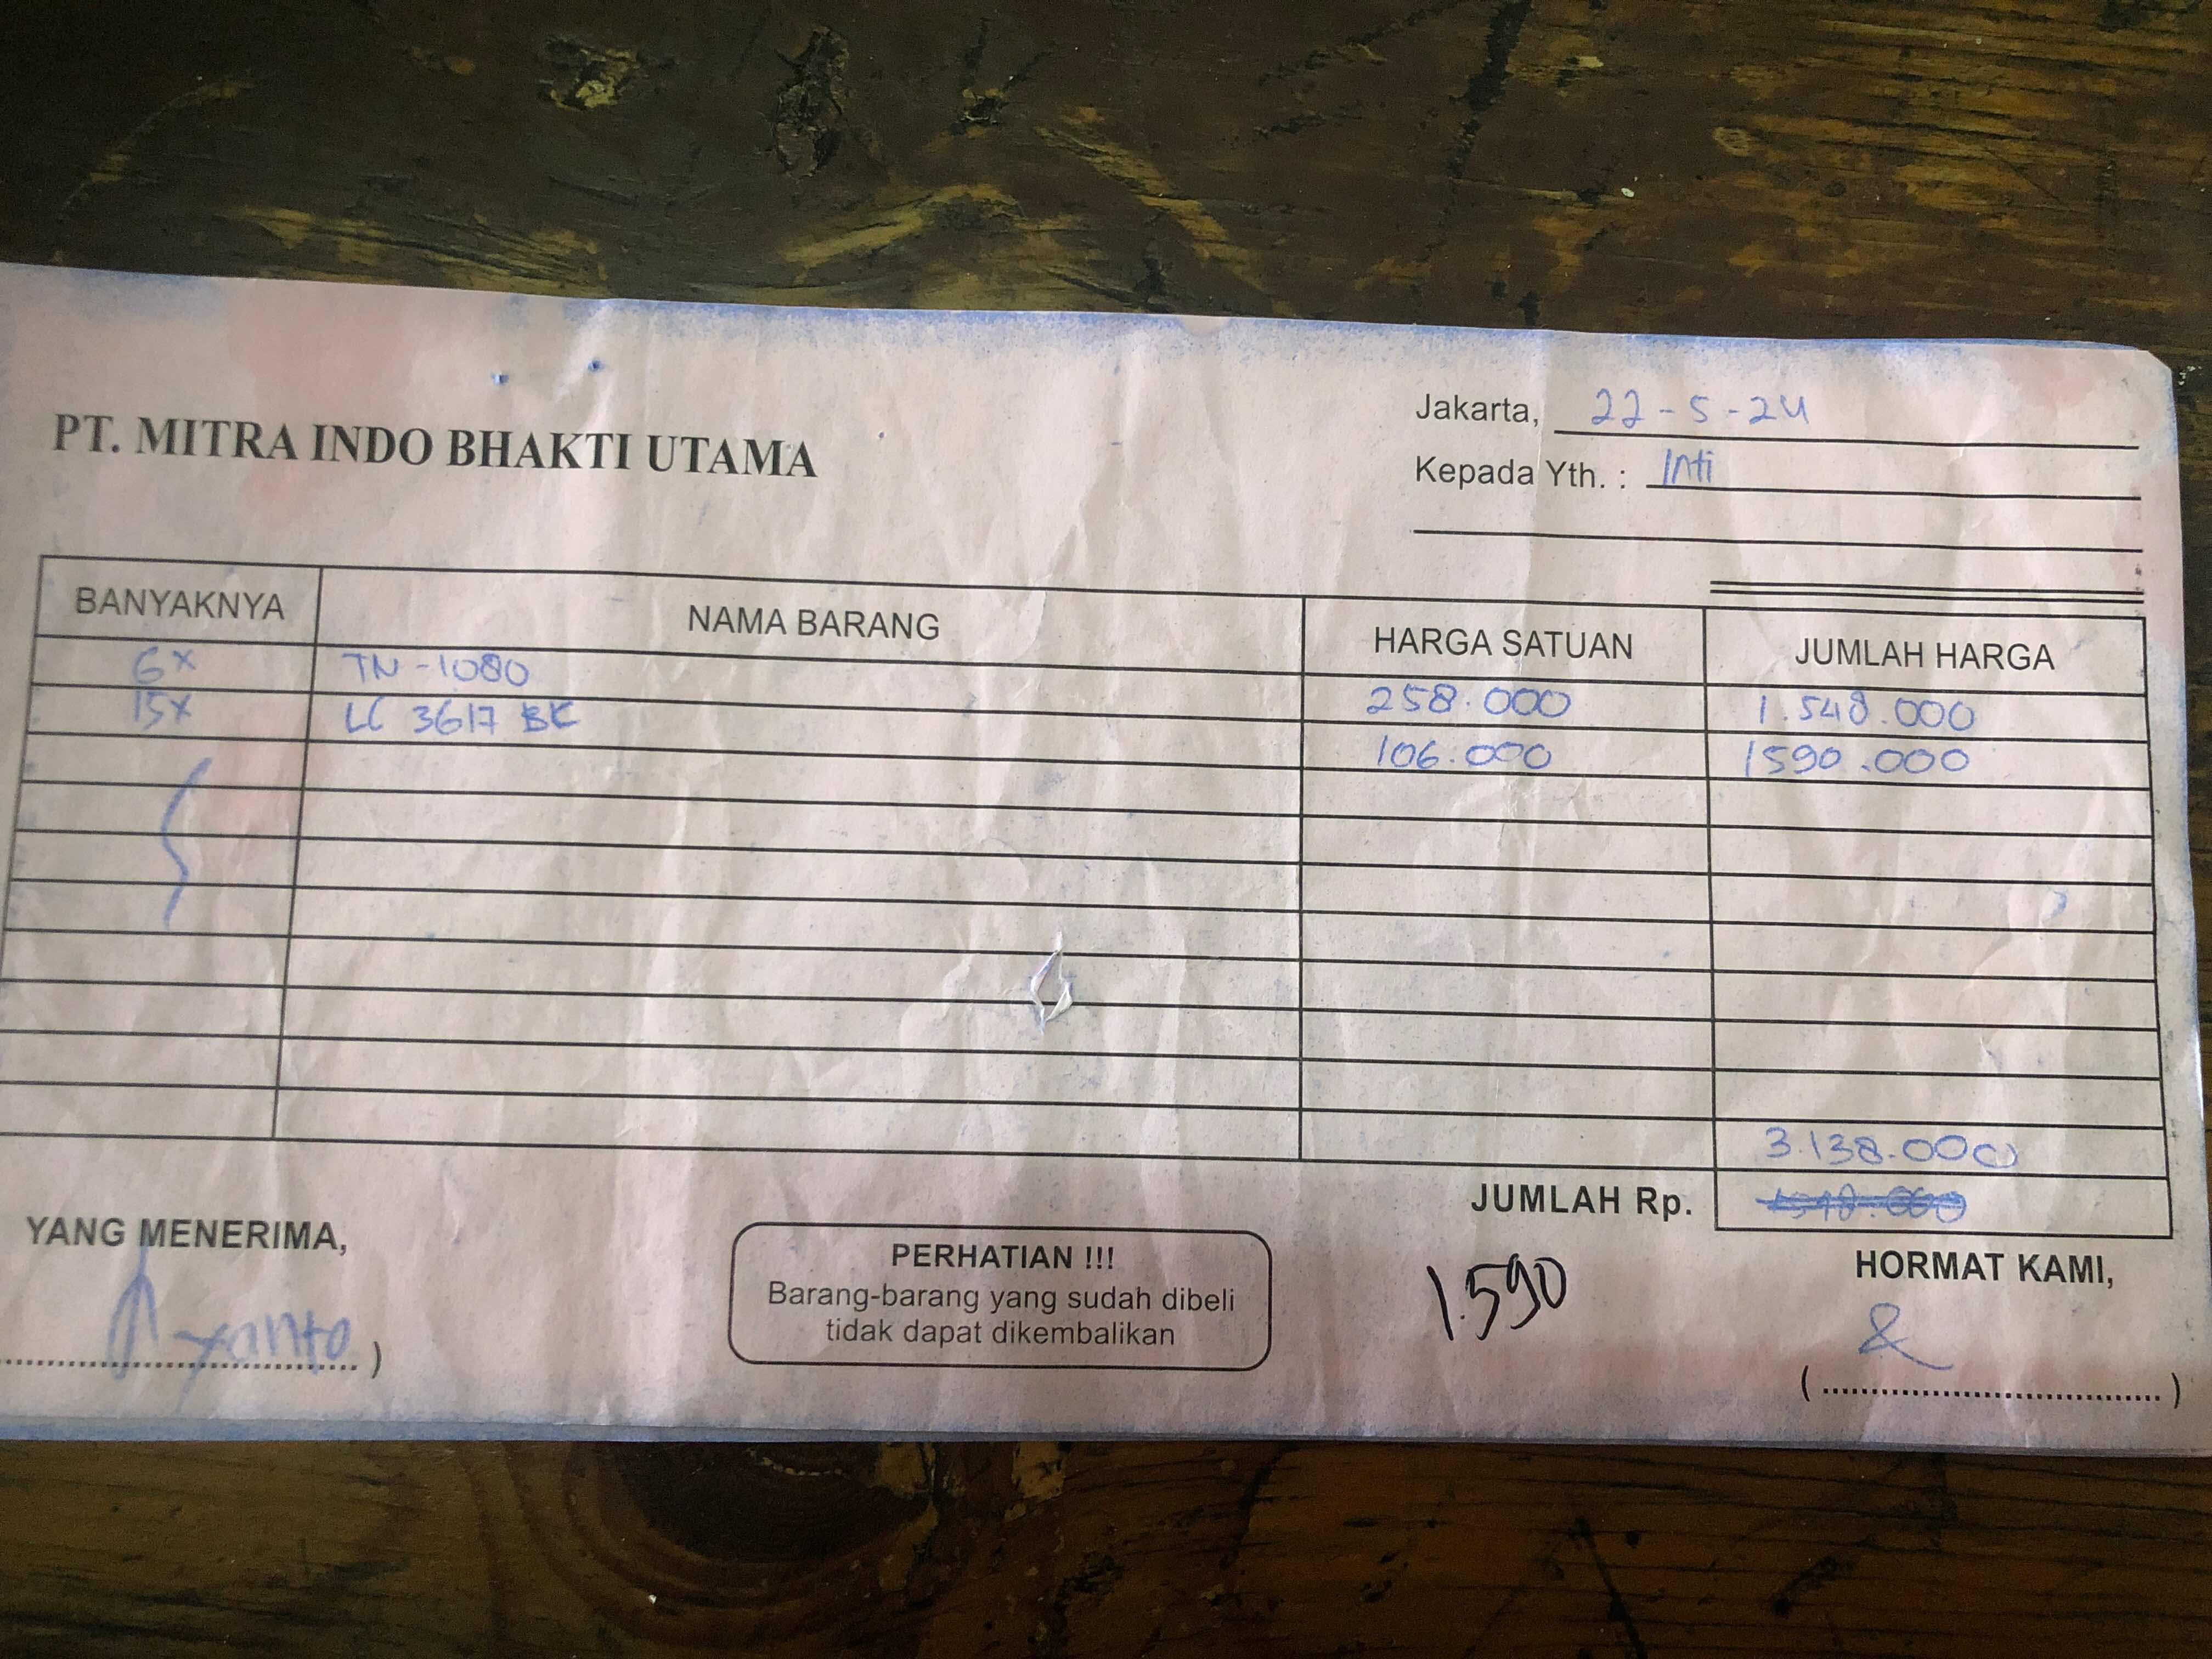 PT. MITRA INDO BHAKTI UTAMA
Jakarta, 22-5-24
Kepada Yth. : Inti
BANYAKNYA NAMA BARANG HARGA SATUAN JUMLAH HARGA
6x TN-1080 258.000 1.548.000
15x LC 3617 BK 106.000 1590.000
3.138.000
JUMLAH Rp.
YANG MENERIMA,
yanto )
PERHATIAN !!!
Barang-barang yang sudah dibeli
tidak dapat dikembalikan
1.590
HORMAT KAMI,
( .................................... )